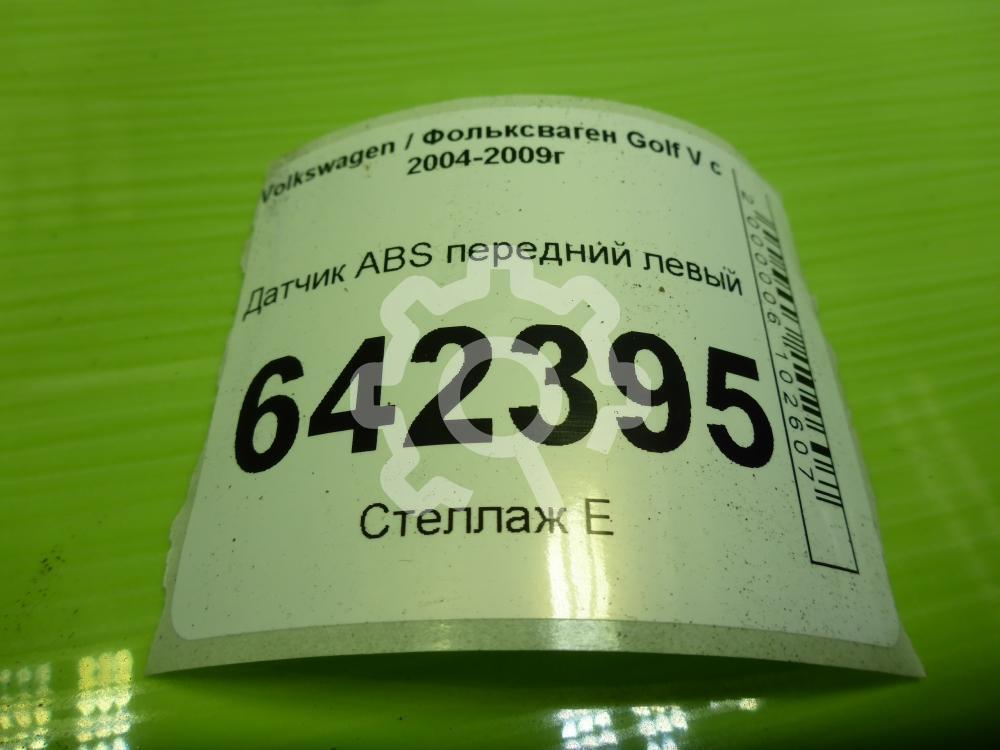 Volkswagen / Фольксваген Golf V с
2004-2009г
Датчик ABS передний левый
642395
Стеллаж E
2000006102607